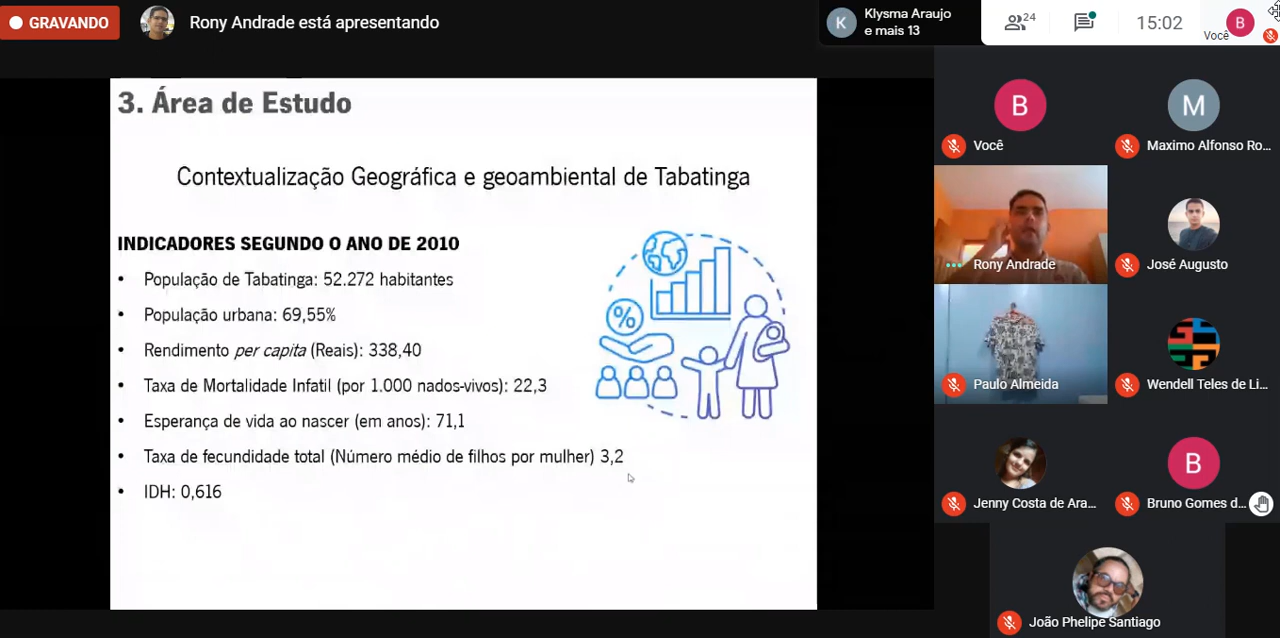 GRAVANDO
Rony Andrade está apresentando
Klysma Araujo
e mais 13
24
15:02
B
Você
K
3. Área de Estudo
Contextualização Geográfica e geoambiental de Tabatinga
INDICADORES SEGUNDO O ANO DE 2010
• População de Tabatinga: 52.272 habitantes
• População urbana: 69,55%
• Rendimento per capita (Reais): 338,40
• Taxa de Mortalidade Infatil (por 1.000 nados-vivos): 22,3
• Esperança de vida ao nascer (em anos): 71,1
• Taxa de fecundidade total (Número médio de filhos por mulher) 3,2
• IDH: 0,616
%
B
Você
M
Maximo Alfonso Ro...
Rony Andrade
José Augusto
Paulo Almeida
Wendell Teles de Li...
Jenny Costa de Ara...
B
Bruno Gomes d...
João Phelipe Santiago